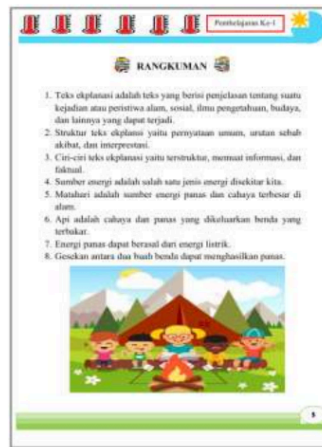 Pembelajaran Ke-1
RANGKUMAN
1. Teks ekplanasi adalah teks yang berisi penjelasan tentang suatu
kejadian atau peristiwa alam, sosial, ilmu pengetahuan, budaya,
dan lainnya yang dapat terjadi.
2. Struktur teks ekplansi yaitu pernyataan umum, urutan sebab
akibat, dan interprestasi.
3. Ciri-ciri teks ekplanasi yaitu terstruktur, memuat informasi, dan
faktual.
4. Sumber energi adalah salah satu jenis energi disekitar kita.
5. Matahari adalah sumber energi panas dan cahaya terbesar di
alam.
6. Api adalah cahaya dan panas yang dikeluarkan benda yang
terbakar.
7. Energi panas dapat berasal dari energi listrik.
8. Gesekan antara dua buah benda dapat menghasilkan panas.
5